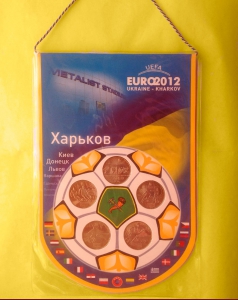 METALIST STADIUM
UEFA
EURO2012
UKRAINE - KHARKOV
Харьков
Киев
Донецк
Львов